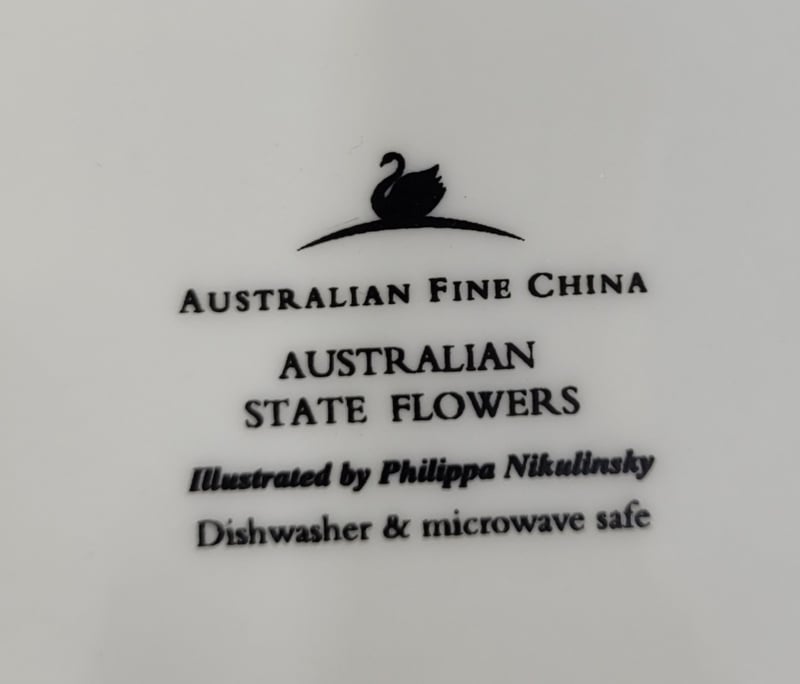 AUSTRALIAN FINE CHINA
AUSTRALIAN
STATE FLOWERS
Illustrated by Philippa Nikulinsky
Dishwasher & microwave safe